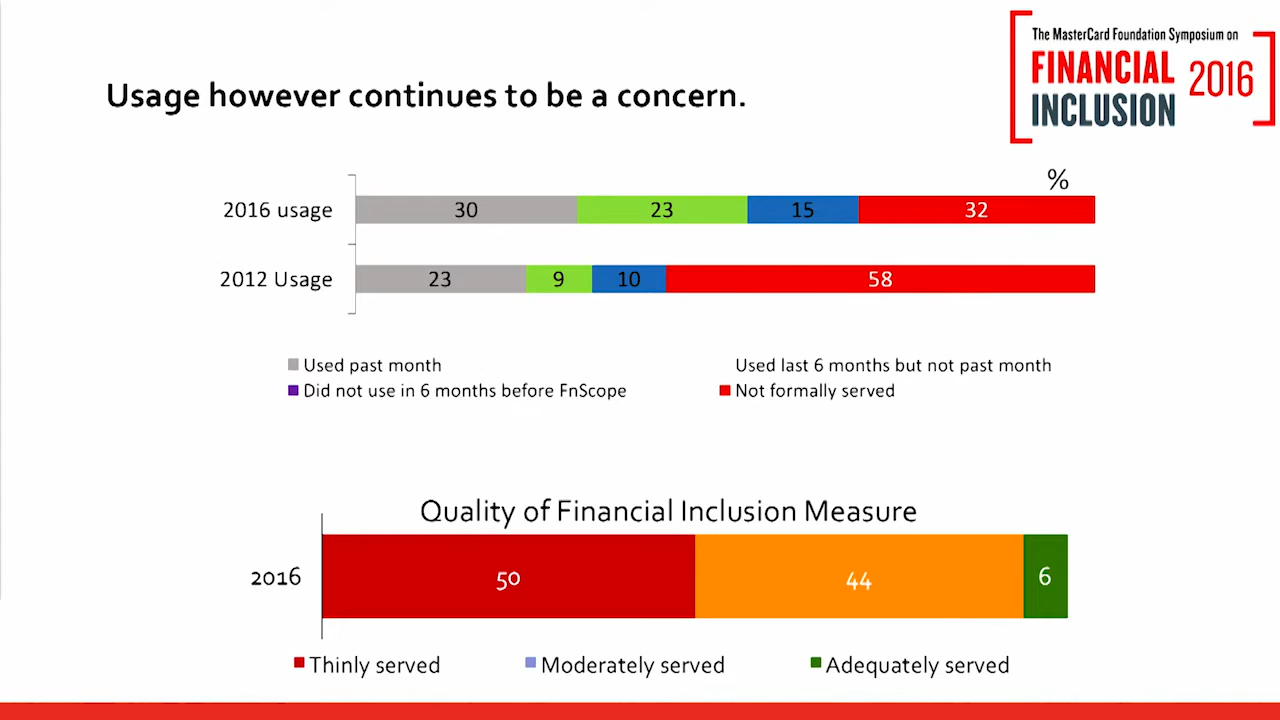 The MasterCard Foundation Symposium on
FINANCIAL
INCLUSION
2016
Usage however continues to be a concern.
%
2016 usage 30 23 15 32
2012 Usage 23 9 10 58
Used past month Used last 6 months but not past month
Did not use in 6 months before FnScope Not formally served
Quality of Financial Inclusion Measure
2016 50 44 6
Thinly served Moderately served Adequately served